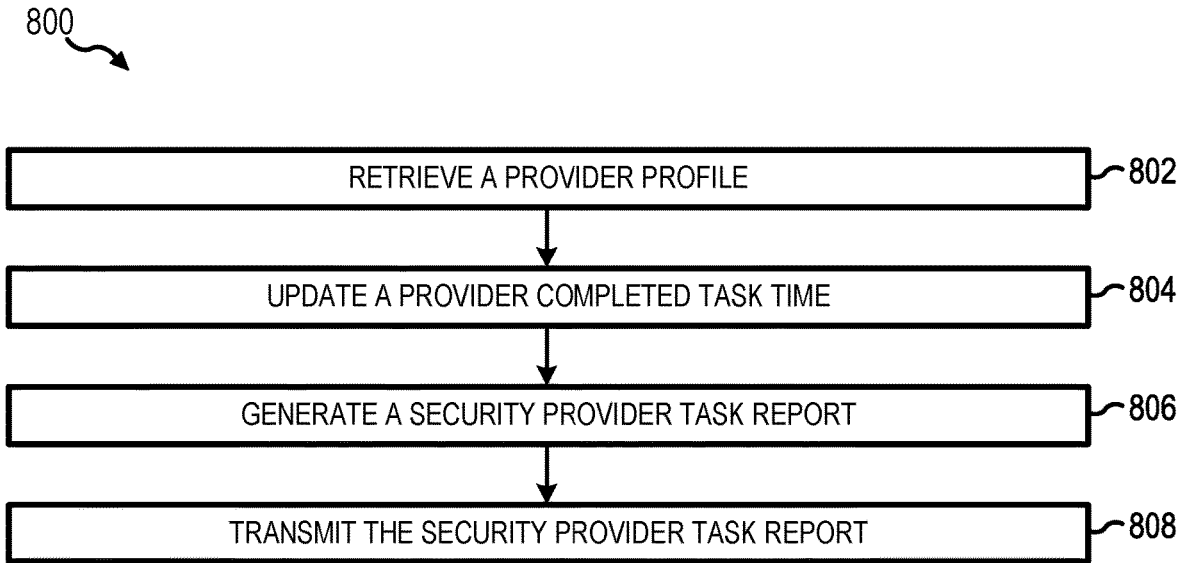 800
RETRIEVE A PROVIDER PROFILE
802
UPDATE A PROVIDER COMPLETED TASK TIME
804
GENERATE A SECURITY PROVIDER TASK REPORT
806
TRANSMIT THE SECURITY PROVIDER TASK REPORT
808